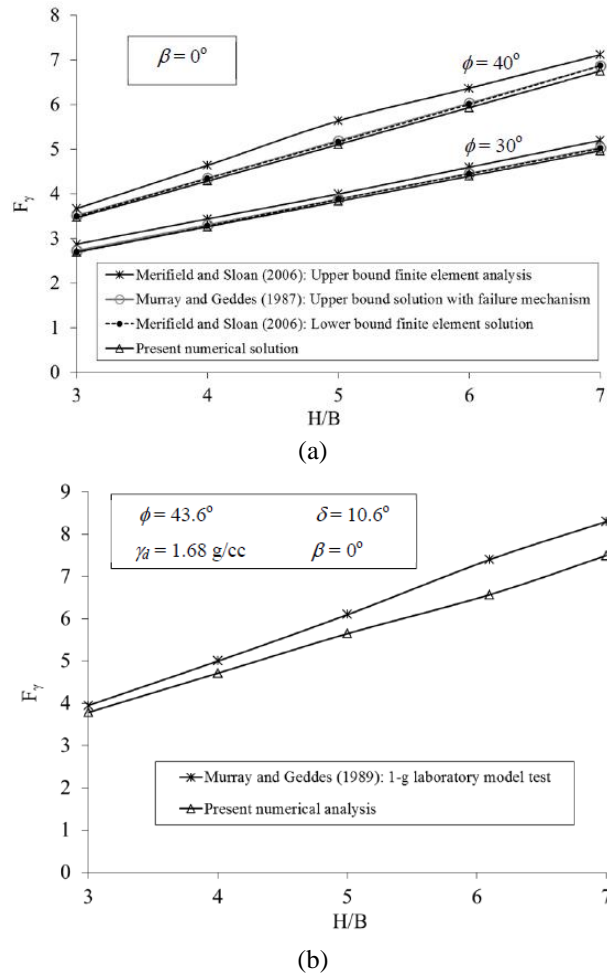 8
7
6
5
4
3
2
1
0
Fγ
β = 0°
ϕ = 40°
ϕ = 30°
Merifield and Sloan (2006): Upper bound finite element analysis
Murray and Geddes (1987): Upper bound solution with failure mechanism
Merifield and Sloan (2006): Lower bound finite element solution
Present numerical solution
3 4 5 6 7
H/B
(a)
9
8
7
6
5
4
3
2
1
0
Fγ
ϕ = 43.6° δ = 10.6°
γd = 1.68 g/cc β = 0°
Murray and Geddes (1989): 1-g laboratory model test
Present numerical analysis
3 4 5 6 7
H/B
(b)